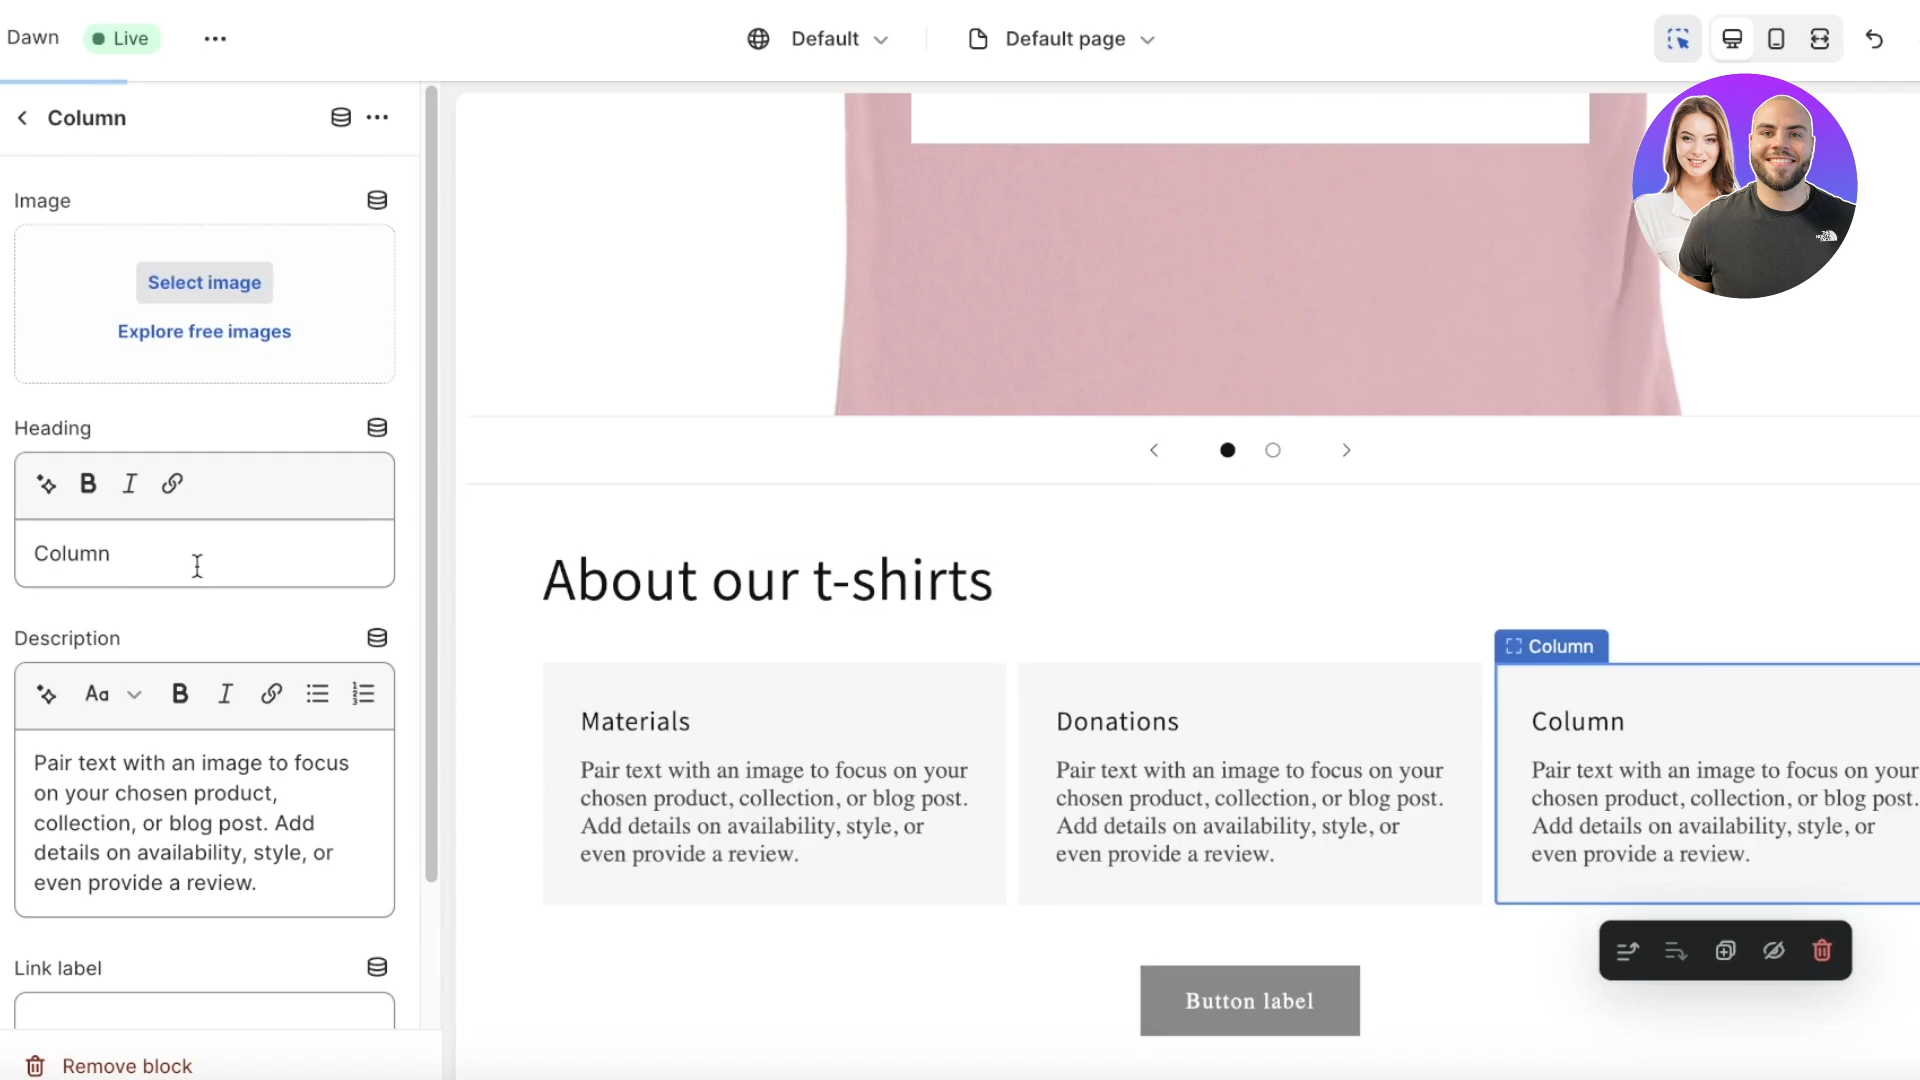 Dawn
Live
Default
Default page
Column
Image
Select image
Explore free images
Heading
B I
Column
Description
Aa B I
Pair text with an image to focus
on your chosen product,
collection, or blog post. Add
details on availability, style, or
even provide a review.
Link label
Remove block
THE NORTH FACE
About our t-shirts
Column
Materials
Pair text with an image to focus on your
chosen product, collection, or blog post.
Add details on availability, style, or
even provide a review.
Donations
Pair text with an image to focus on your
chosen product, collection, or blog post.
Add details on availability, style, or
even provide a review.
Column
Pair text with an image to focus on your
chosen product, collection, or blog post.
Add details on availability, style, or
even provide a review.
Button label